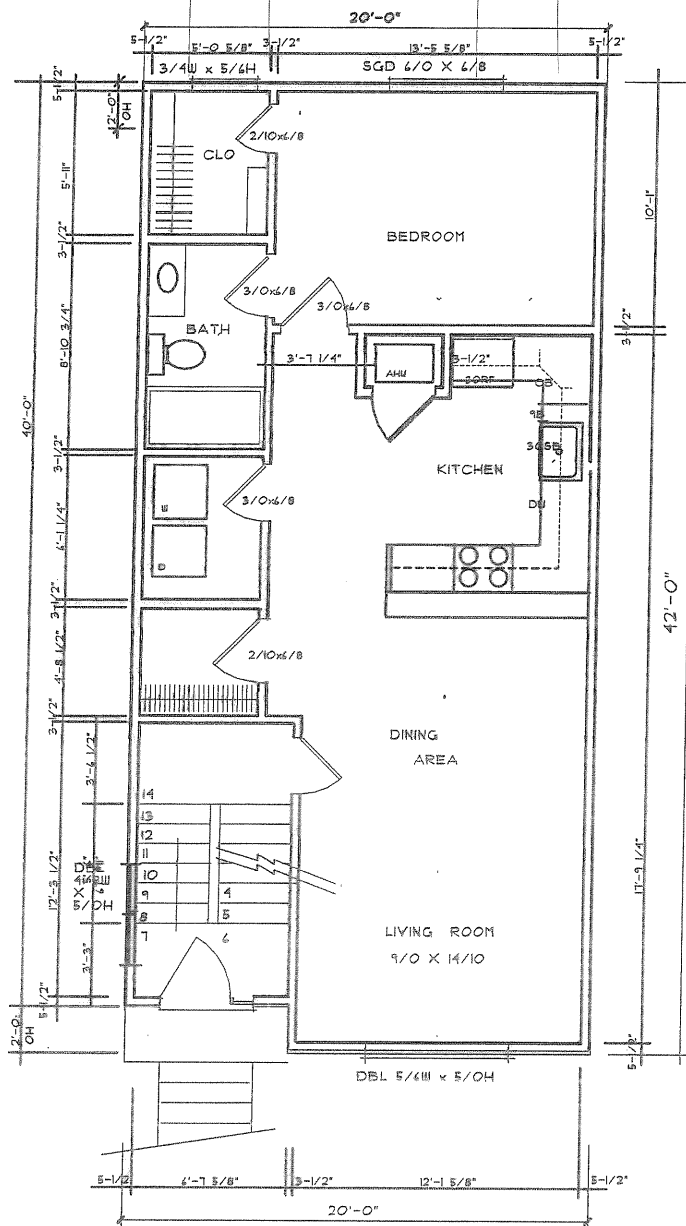 20'-0"
5-1/2" 5'-0 5/8" 3-1/2" 13'-5 5/8" 5-1/2"
3/4W x 5/6H SGD 6/0 X 6/8
5-1/2"
2'-0" OH
2/10x6/8
CLO
5'-11"
10'-1"
3-1/2"
BEDROOM
3/0x6/8
3/0x6/8
BATH
8'-10 3/4"
3-1/2"
3'-7 1/4"
AHU
3-1/2"
40'-0"
KITCHEN
DW
3-1/2"
3/0x6/8
6'-1 1/4"
D
3-1/2"
42'-0"
4'-8 1/2"
2/10x6/8
3-1/2"
DINING
AREA
3'-6 1/2"
14
13
12
11
10
9 4
8 5
7 6
X
5/0H
12'-3 1/2"
17'-9 1/4"
LIVING ROOM
9/0 X 14/10
3'-3"
5-1/2"
2'-0" OH
5-1/2"
DBL 5/6W x 5/0H
5-1/2" 6'-7 5/8" 3-1/2" 12'-1 5/8" 5-1/2"
20'-0"